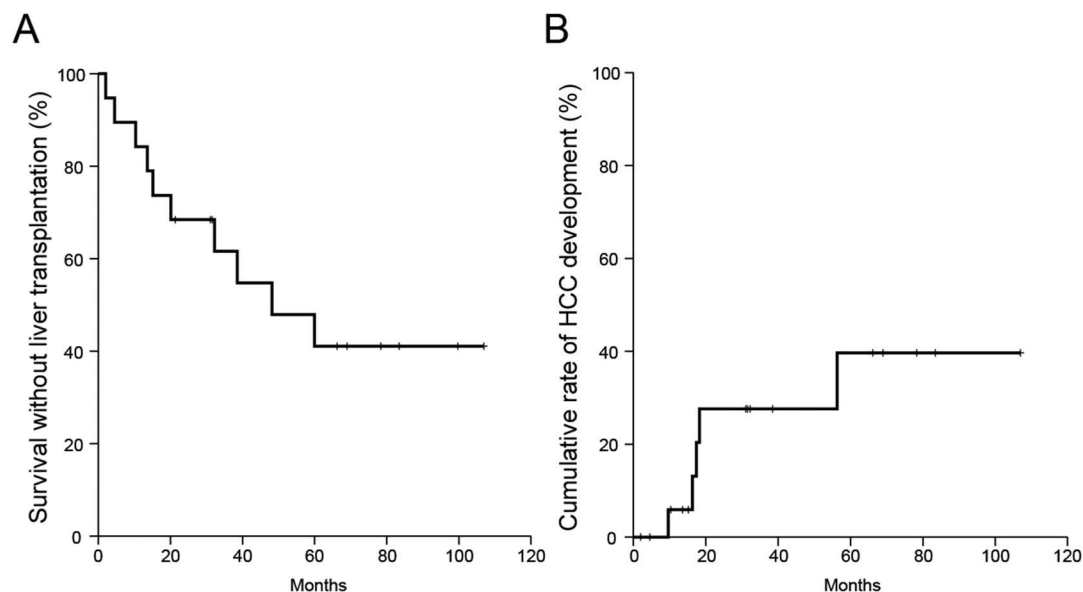 A
Survival without liver transplantation (%)
100
80
60
40
20
0
0 20 40 60 80 100 120
Months
B
Cumulative rate of HCC development (%)
100
80
60
40
20
0
0 20 40 60 80 100 120
Months